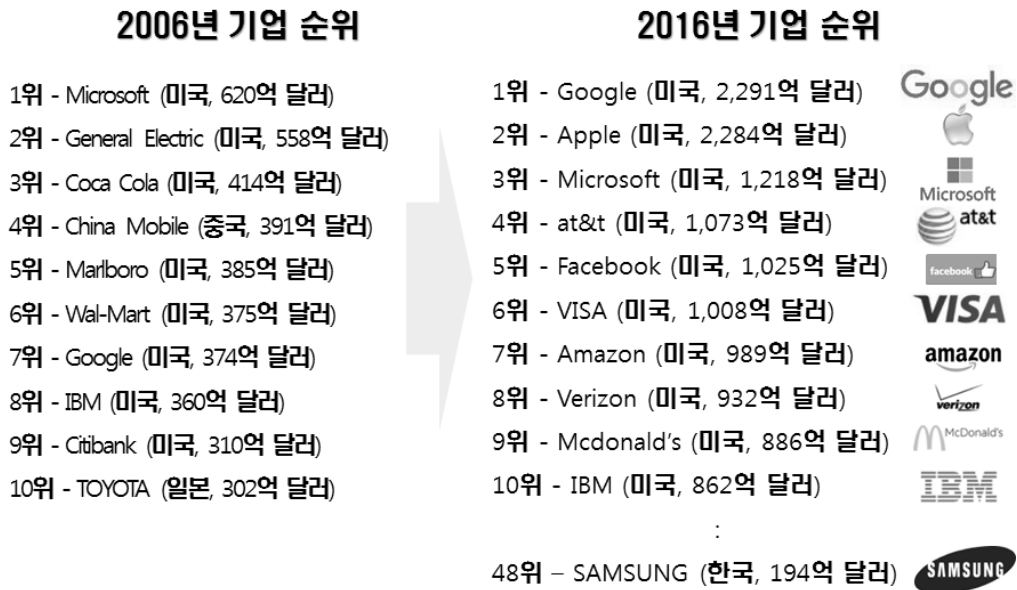 2006년 기업 순위
1위 - Microsoft (미국, 620억 달러)
2위 - General Electric (미국, 558억 달러)
3위 - Coca Cola (미국, 414억 달러)
4위 - China Mobile (중국, 391억 달러)
5위 - Marlboro (미국, 385억 달러)
6위 - Wal-Mart (미국, 375억 달러)
7위 - Google (미국, 374억 달러)
8위 - IBM (미국, 360억 달러)
9위 - Citibank (미국, 310억 달러)
10위 - TOYOTA (일본, 302억 달러)
2016년 기업 순위
1위 - Google (미국, 2,291억 달러)
Google
2위 - Apple (미국, 2,284억 달러)
3위 - Microsoft (미국, 1,218억 달러)
Microsoft
4위 - at&t (미국, 1,073억 달러)
at&t
5위 - Facebook (미국, 1,025억 달러)
facebook
6위 - VISA (미국, 1,008억 달러)
VISA
7위 - Amazon (미국, 989억 달러)
amazon
8위 - Verizon (미국, 932억 달러)
verizon
9위 - Mcdonald's (미국, 886억 달러)
McDonald's
10위 - IBM (미국, 862억 달러)
IBM
:
48위 – SAMSUNG (한국, 194억 달러)
SAMSUNG